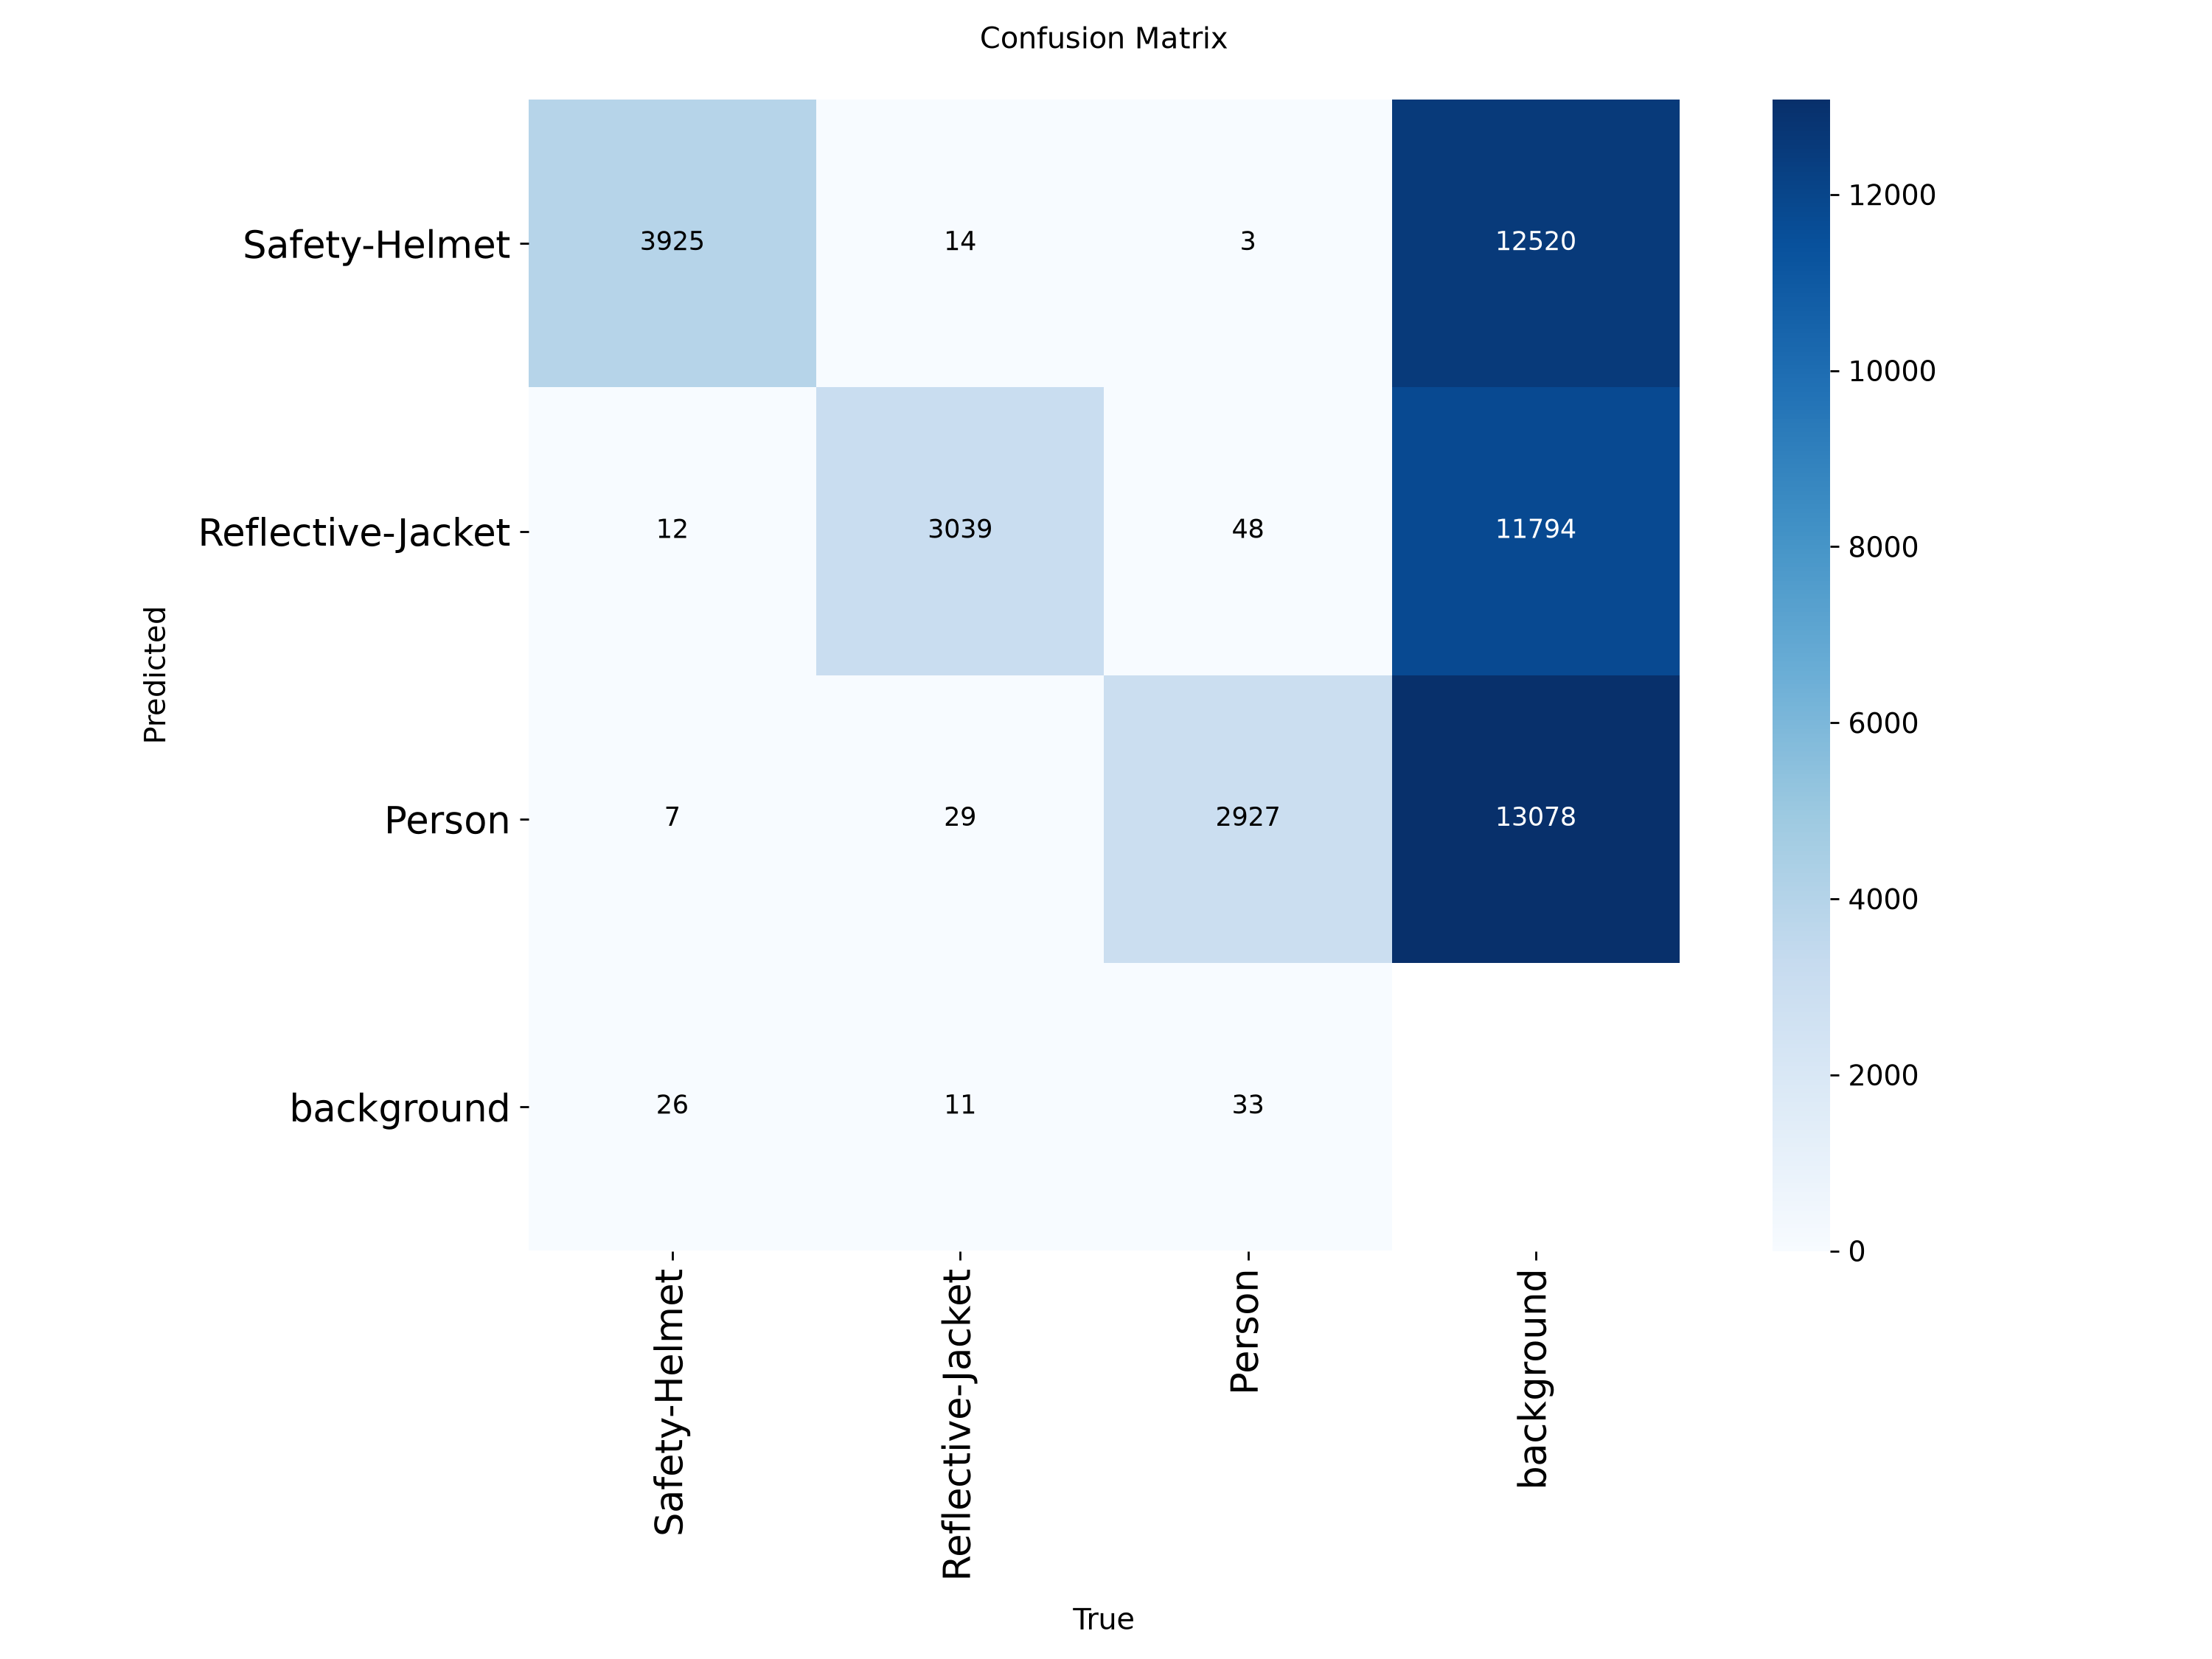 Confusion Matrix
Safety-Helmet 3925 14 3 12520
Reflective-Jacket 12 3039 48 11794
Person 7 29 2927 13078
background 26 11 33
Predicted
Safety-Helmet
Reflective-Jacket
Person
background
True
12000
10000
8000
6000
4000
2000
0